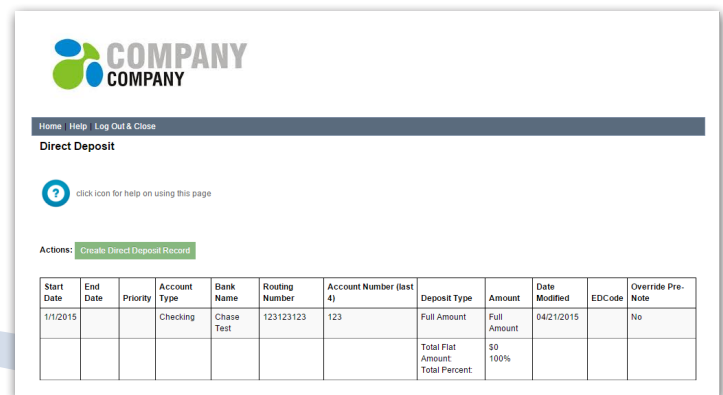 COMPANY
COMPANY
Home | Help | Log Out & Close
Direct Deposit
? click icon for help on using this page
Actions: Create Direct Deposit Record
Start Date End Date Priority Account Type Bank Name Routing Number Account Number (last 4) Deposit Type Amount Date Modified EDCode Override Pre-Note
1/1/2015 Checking Chase Test 123123123 123 Full Amount Full Amount 04/21/2015 No
Total Flat Amount: $0
Total Percent: 100%